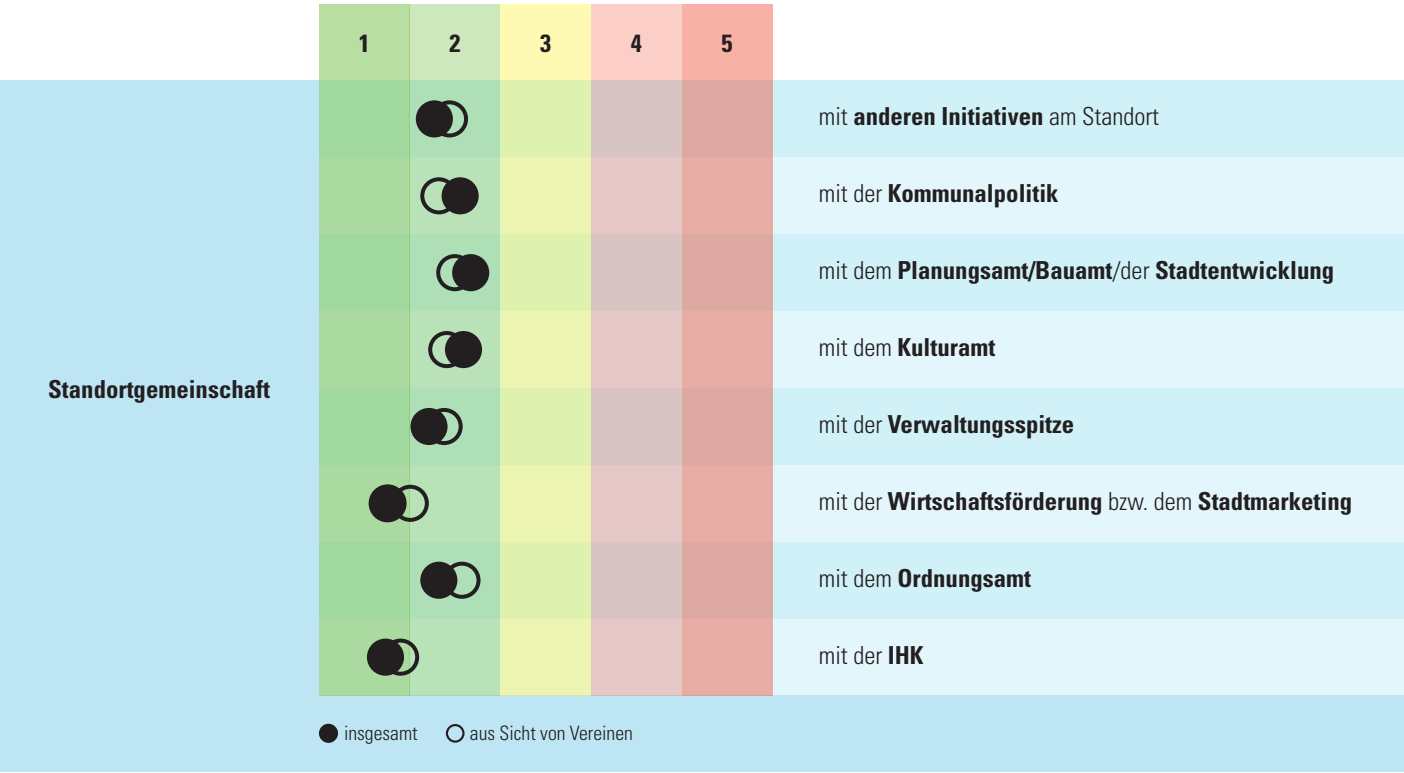 1 2 3 4 5
mit anderen Initiativen am Standort
mit der Kommunalpolitik
mit dem Planungsamt/Bauamt/der Stadtentwicklung
mit dem Kulturamt
Standortgemeinschaft
mit der Verwaltungsspitze
mit der Wirtschaftsförderung bzw. dem Stadtmarketing
mit dem Ordnungsamt
mit der IHK
insgesamt aus Sicht von Vereinen